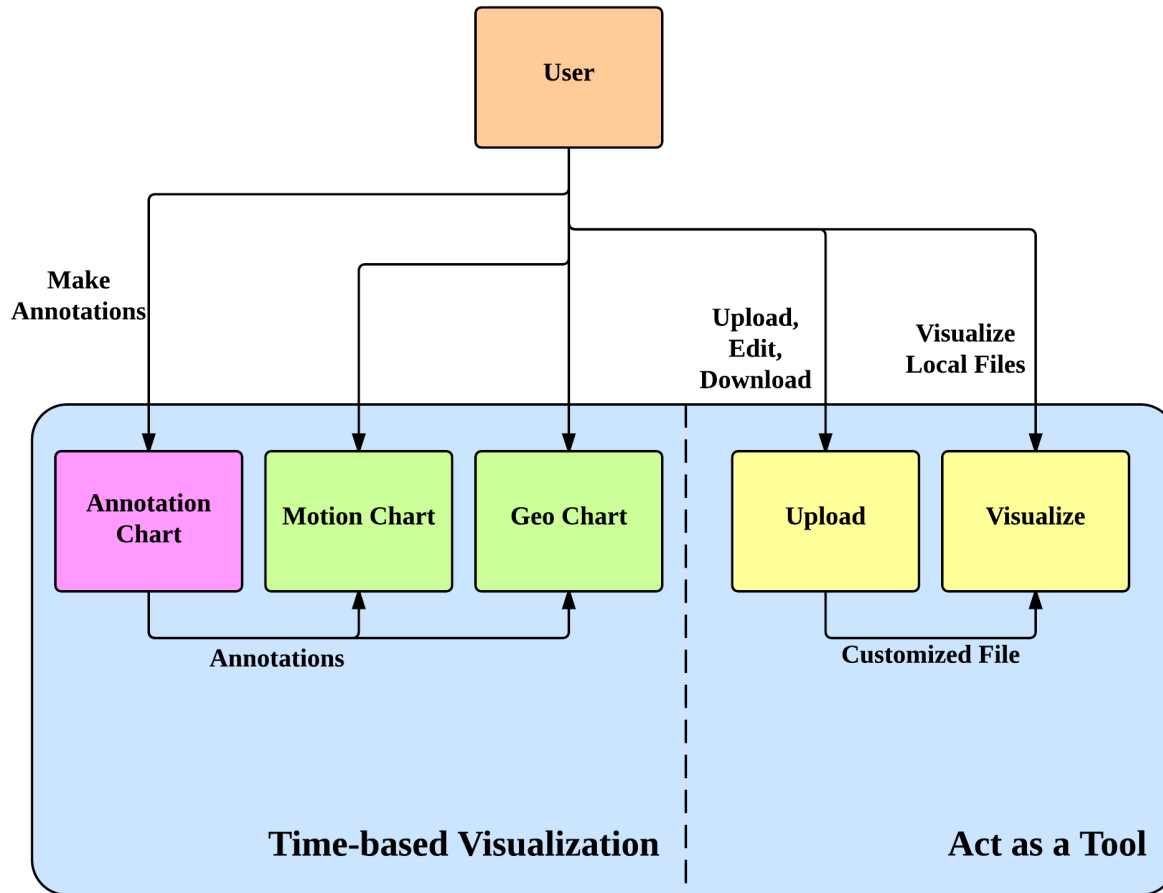 User
Make
Annotations
Upload,
Edit,
Download
Visualize
Local Files
Annotation
Chart
Motion Chart
Geo Chart
Upload
Visualize
Annotations
Customized File
Time-based Visualization
Act as a Tool